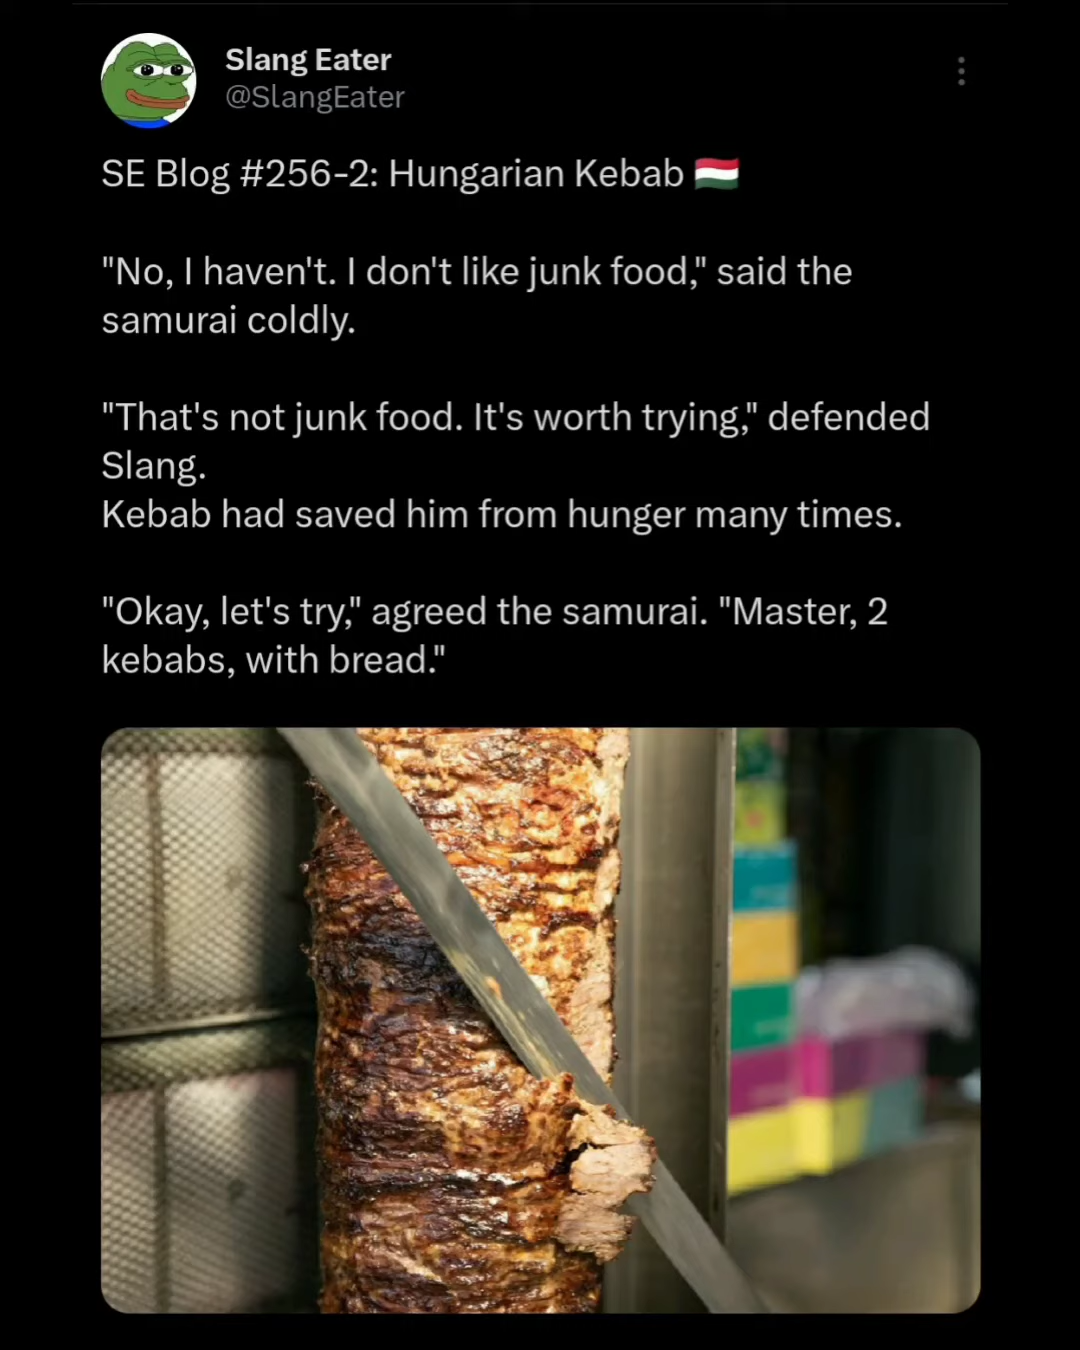 Slang Eater
@SlangEater
SE Blog #256-2: Hungarian Kebab 🇭🇺
"No, I haven't. I don't like junk food," said the
samurai coldly.
"That's not junk food. It's worth trying," defended
Slang.
Kebab had saved him from hunger many times.
"Okay, let's try," agreed the samurai. "Master, 2
kebabs, with bread."